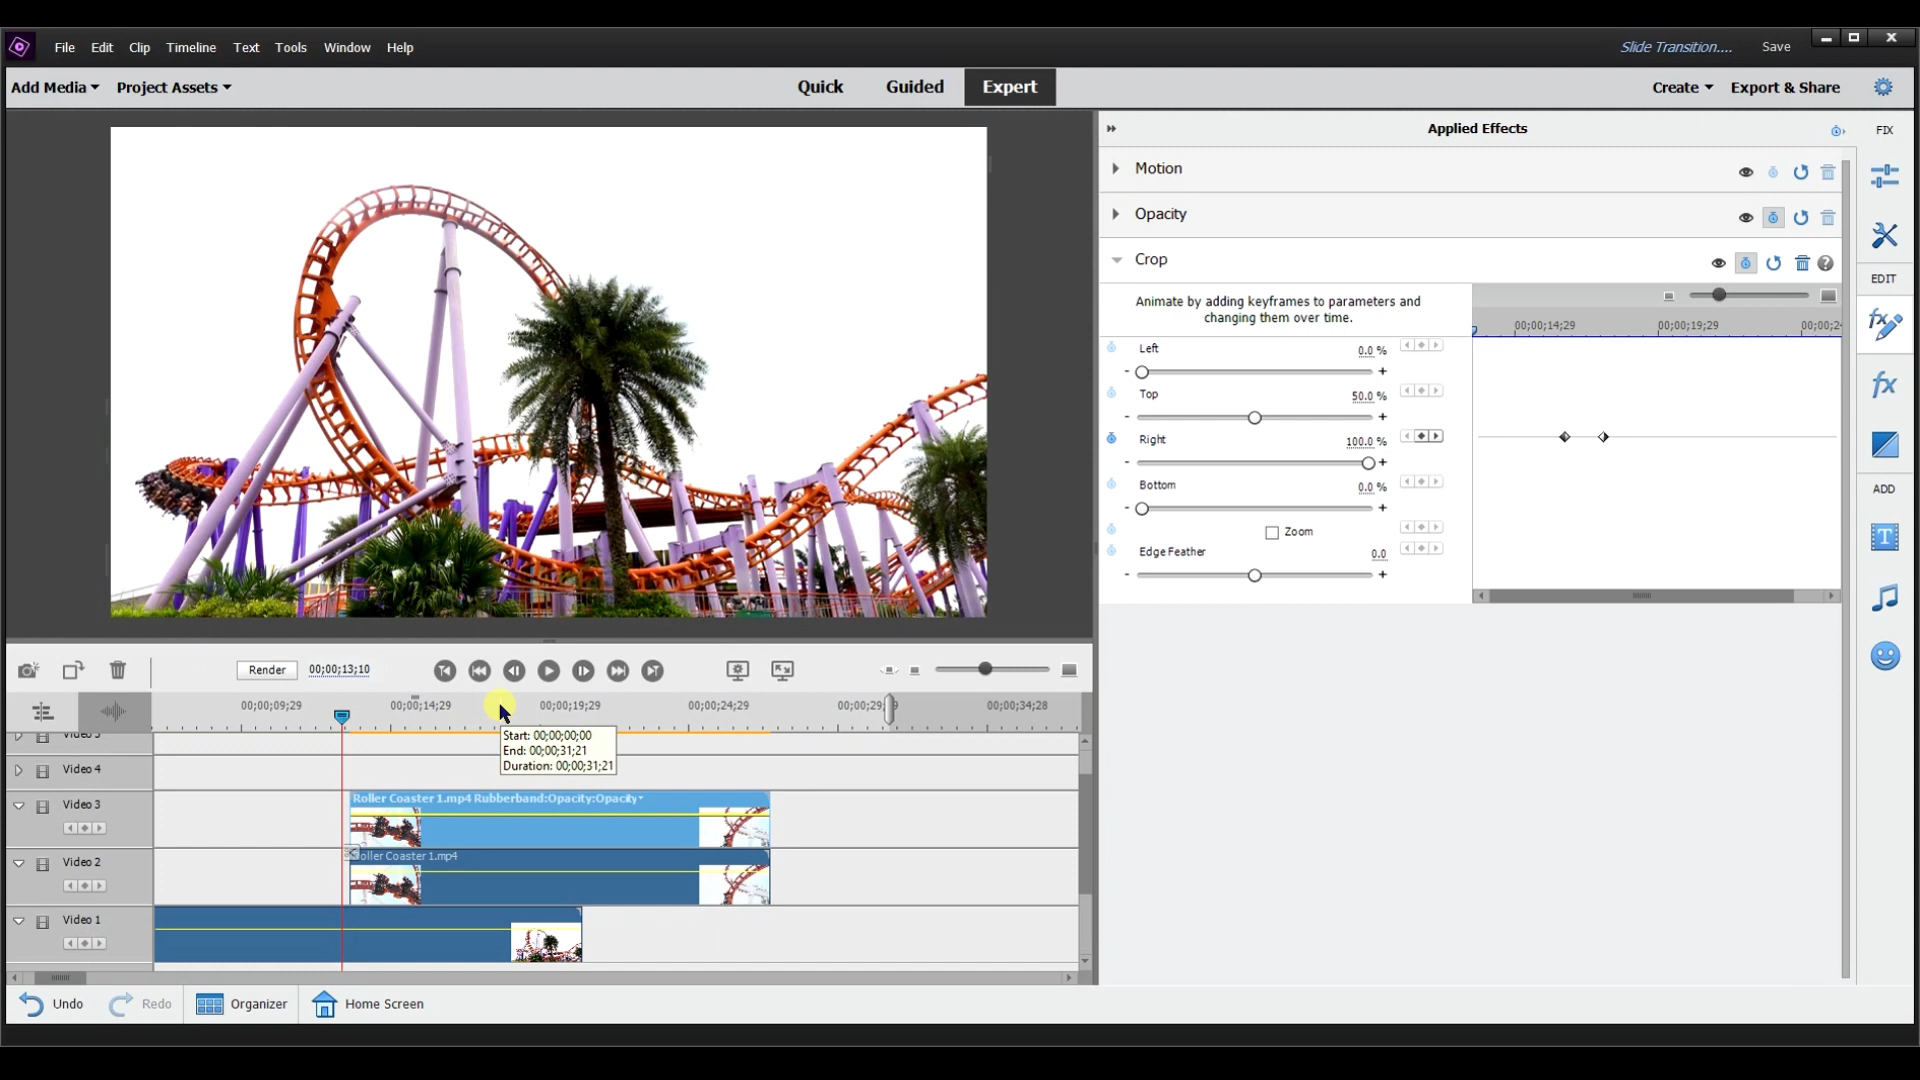 File Edit Clip Timeline Text Tools Window Help
Slide Transition.... Save
Add Media Project Assets
Quick Guided Expert
Create Export & Share
Applied Effects
FIX
Motion
Opacity
EDIT
Crop
Animate by adding keyframes to parameters and
changing them over time.
00;00;14;29 00;00;19;29 00;00;2
Left 0.0 %
- +
Top 50.0 %
- +
Right 100.0 %
- +
Bottom 0.0 %
- +
Zoom
Edge Feather 0.0
- +
ADD
Render 00;00;13;10
00;00;09;29 00;00;14;29 00;00;19;29 00;00;24;29 00;00;29; 00;00;34;28
Start: 00;00;00;00
End: 00;00;31;21
Duration: 00;00;31;21
Video 4
Video 3
Roller Coaster 1.mp4 Rubberband:Opacity:Opacity
Video 2
oller Coaster 1.mp4
Video 1
Undo Redo Organizer Home Screen